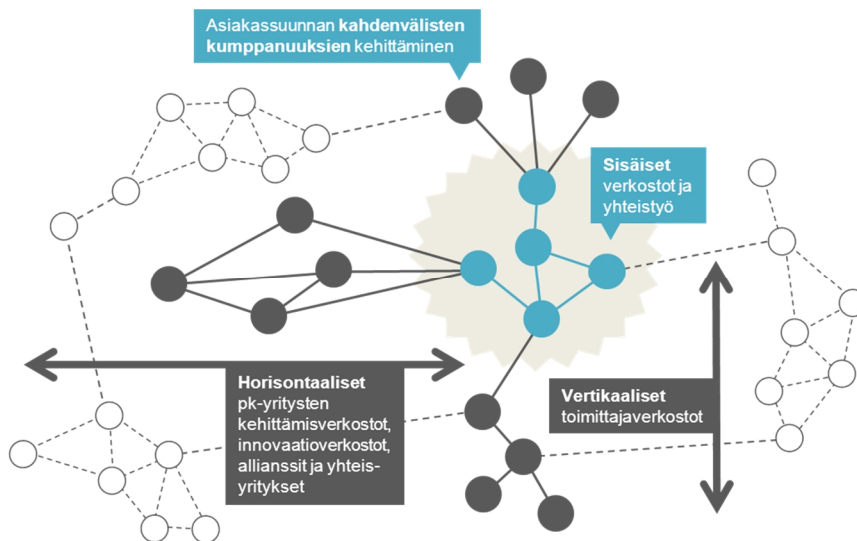 Asiakassuunnan kahdenvälisten
kumppanuuksien kehittäminen
Sisäiset
verkostot ja
yhteistyö
Horisontaaliset
pk-yritysten
kehittämisverkostot,
innovaatioverkostot,
allianssit ja yhteis-
yritykset
Vertikaaliset
toimittajaverkostot